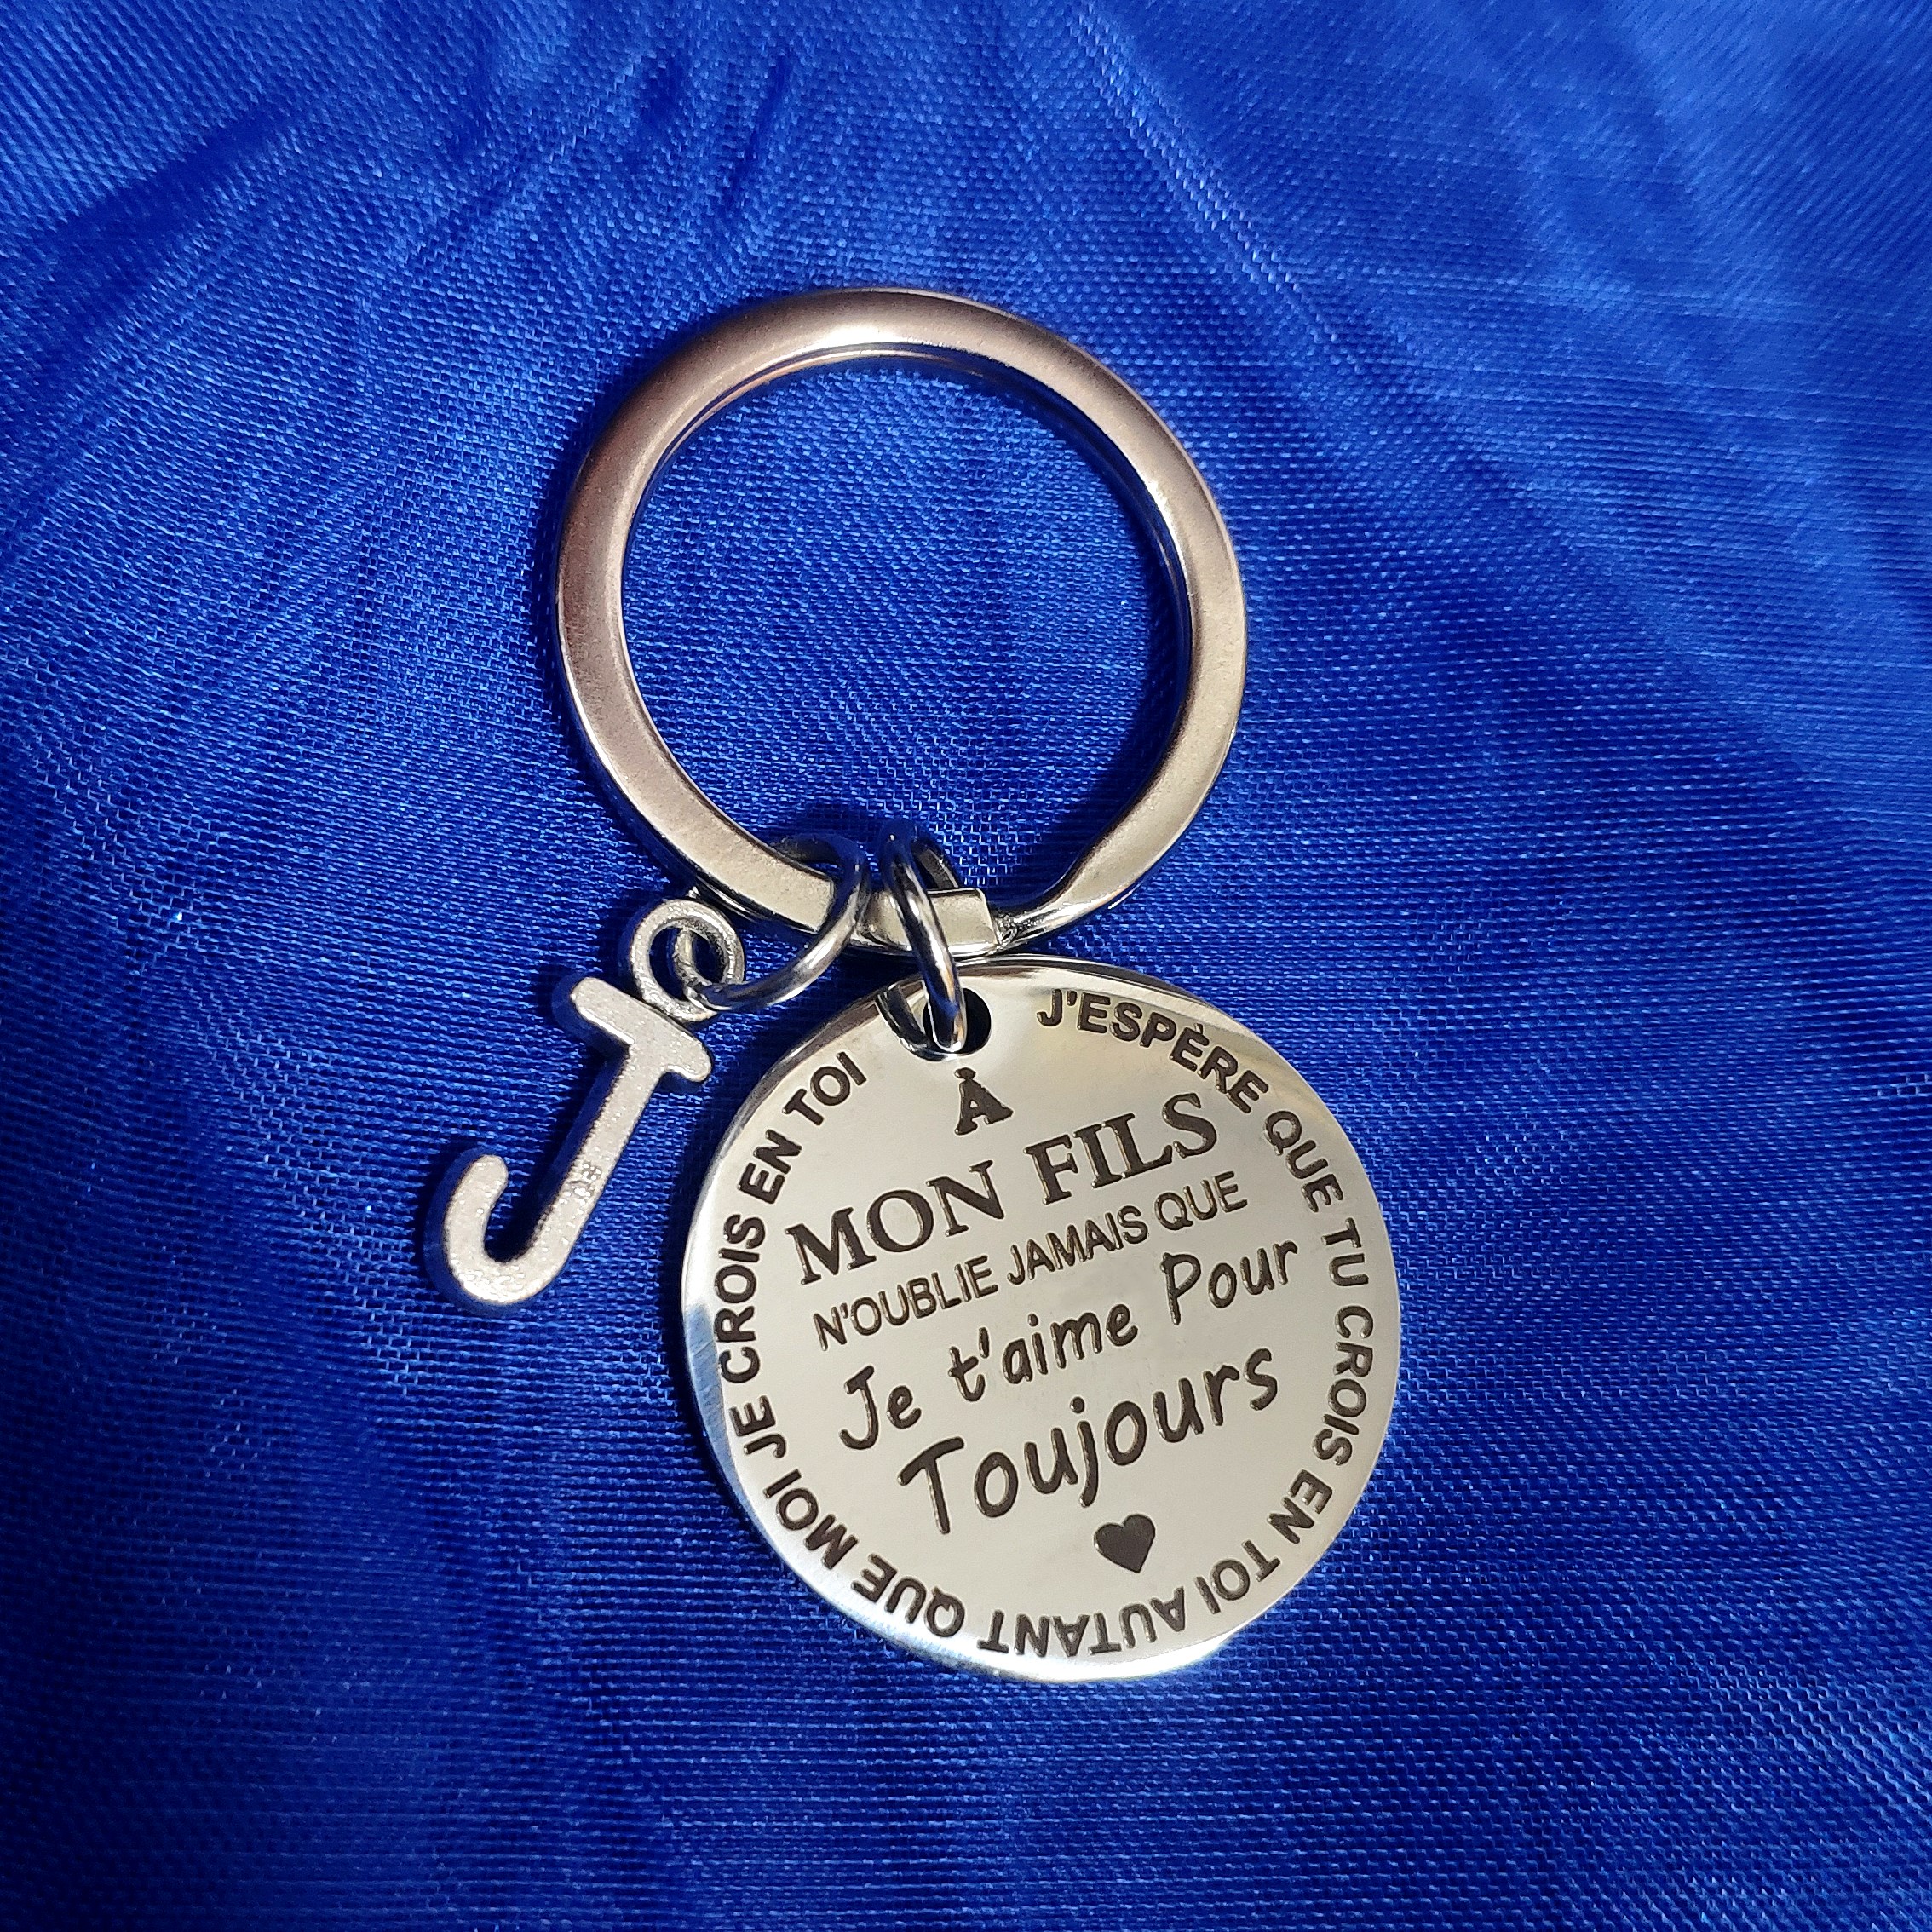 J
À
MON FILS
N'OUBLIE JAMAIS QUE
Je t'aime Pour
Toujours
J'ESPÈRE QUE TU CROIS EN TOI AUTANT QUE MOI JE CROIS EN TOI